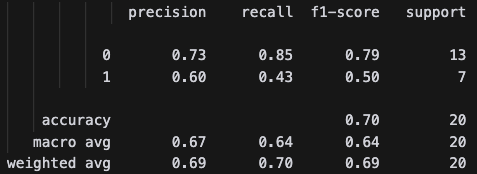 precision recall f1-score support
0 0.73 0.85 0.79 13
1 0.60 0.43 0.50 7
accuracy 0.70 20
macro avg 0.67 0.64 0.64 20
weighted avg 0.69 0.70 0.69 20